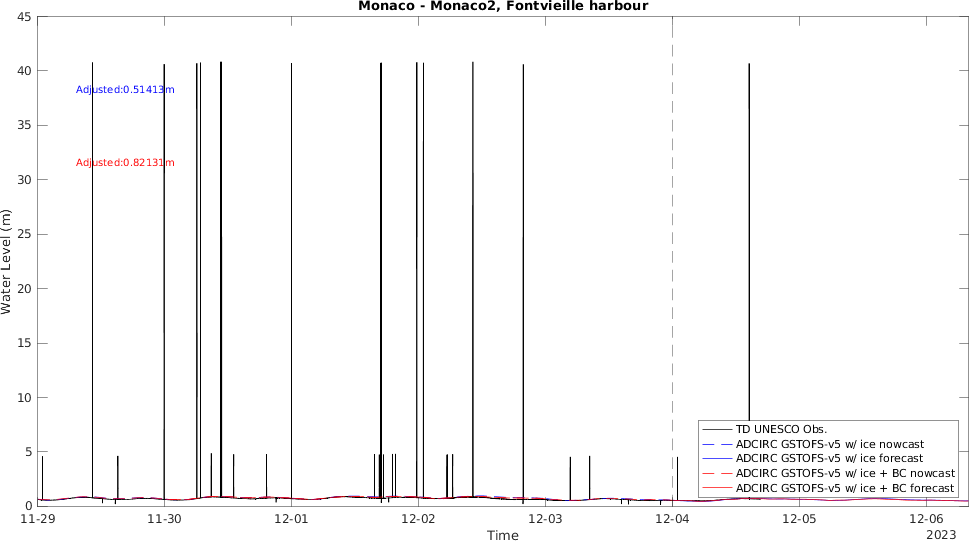 Monaco - Monaco2, Fontvieille harbour
45
40
35
30
25
20
15
10
5
0
Water Level (m)
Adjusted:0.51413m
Adjusted:0.82131m
TD UNESCO Obs.
ADCIRC GSTOFS-v5 w/ ice nowcast
ADCIRC GSTOFS-v5 w/ ice forecast
ADCIRC GSTOFS-v5 w/ ice + BC nowcast
ADCIRC GSTOFS-v5 w/ ice + BC forecast
11-29 11-30 12-01 12-02 12-03 12-04 12-05 12-06
Time
2023